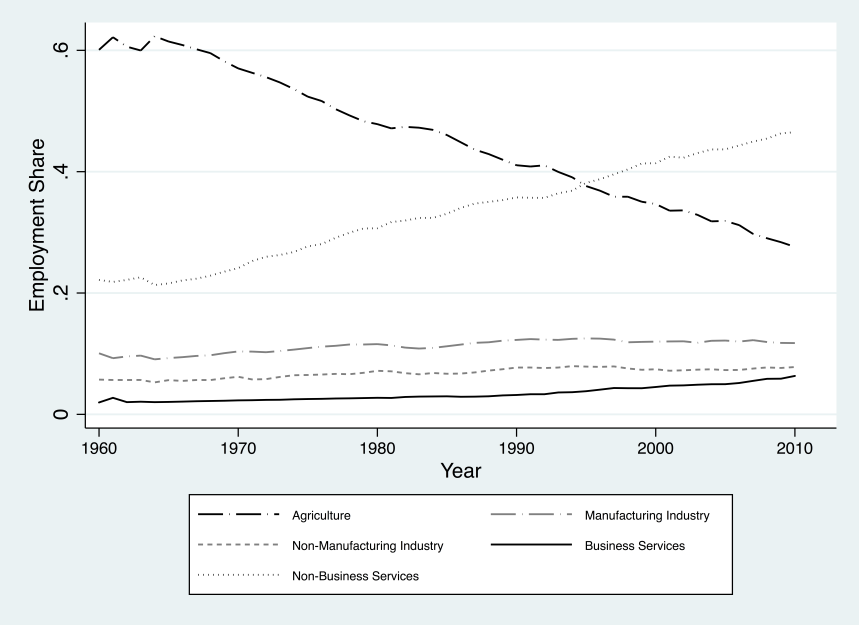 .6
.4
.2
0
Employment Share
1960 1970 1980 1990 2000 2010
Year
Agriculture Manufacturing Industry
Non-Manufacturing Industry Business Services
Non-Business Services